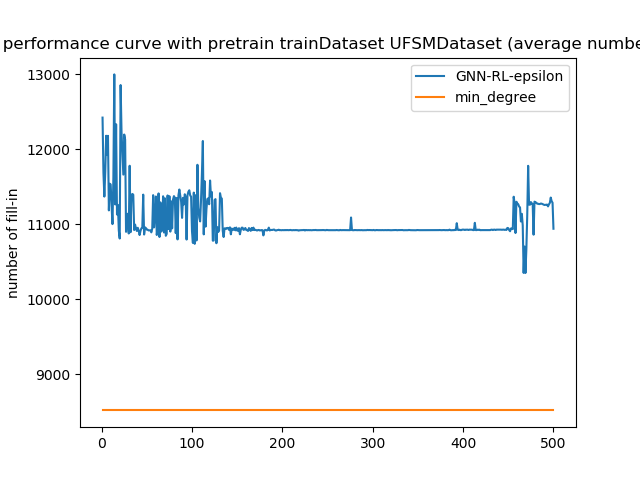 performance curve with pretrain trainDataset UFSMDataset (average numbe
GNN-RL-epsilon
min_degree
number of fill-in
13000
12000
11000
10000
9000
0 100 200 300 400 500